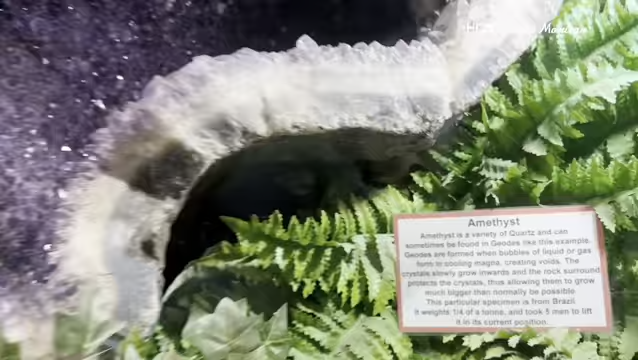 Amethyst
Amethyst is a variety of Quartz and can
sometimes be found in Geodes like this example.
Geodes are formed when bubbles of liquid or gas
form in cooling magna, creating voids. The
crystals slowly grow inwards and the rock surround
protects the crystals, thus allowing them to grow
much bigger than normally be possible.
This particular specimen is from Brazil
It weights 1/4 of a tonne, and took 5 men to lift
it in its current position.